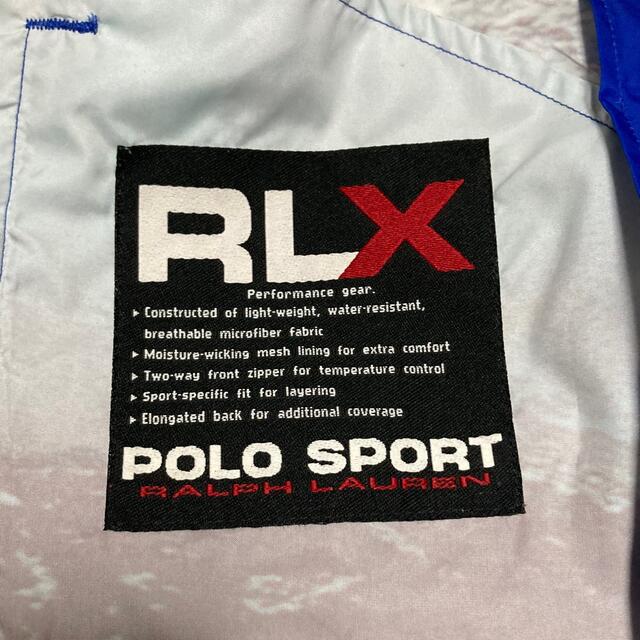 RLX
Performance gear.
▸ Constructed of light-weight, water-resistant,
breathable microfiber fabric
▸ Moisture-wicking mesh lining for extra comfort
▸ Two-way front zipper for temperature control
▸ Sport-specific fit for layering
▸ Elongated back for additional coverage
POLO SPORT
RALPH LAUREN